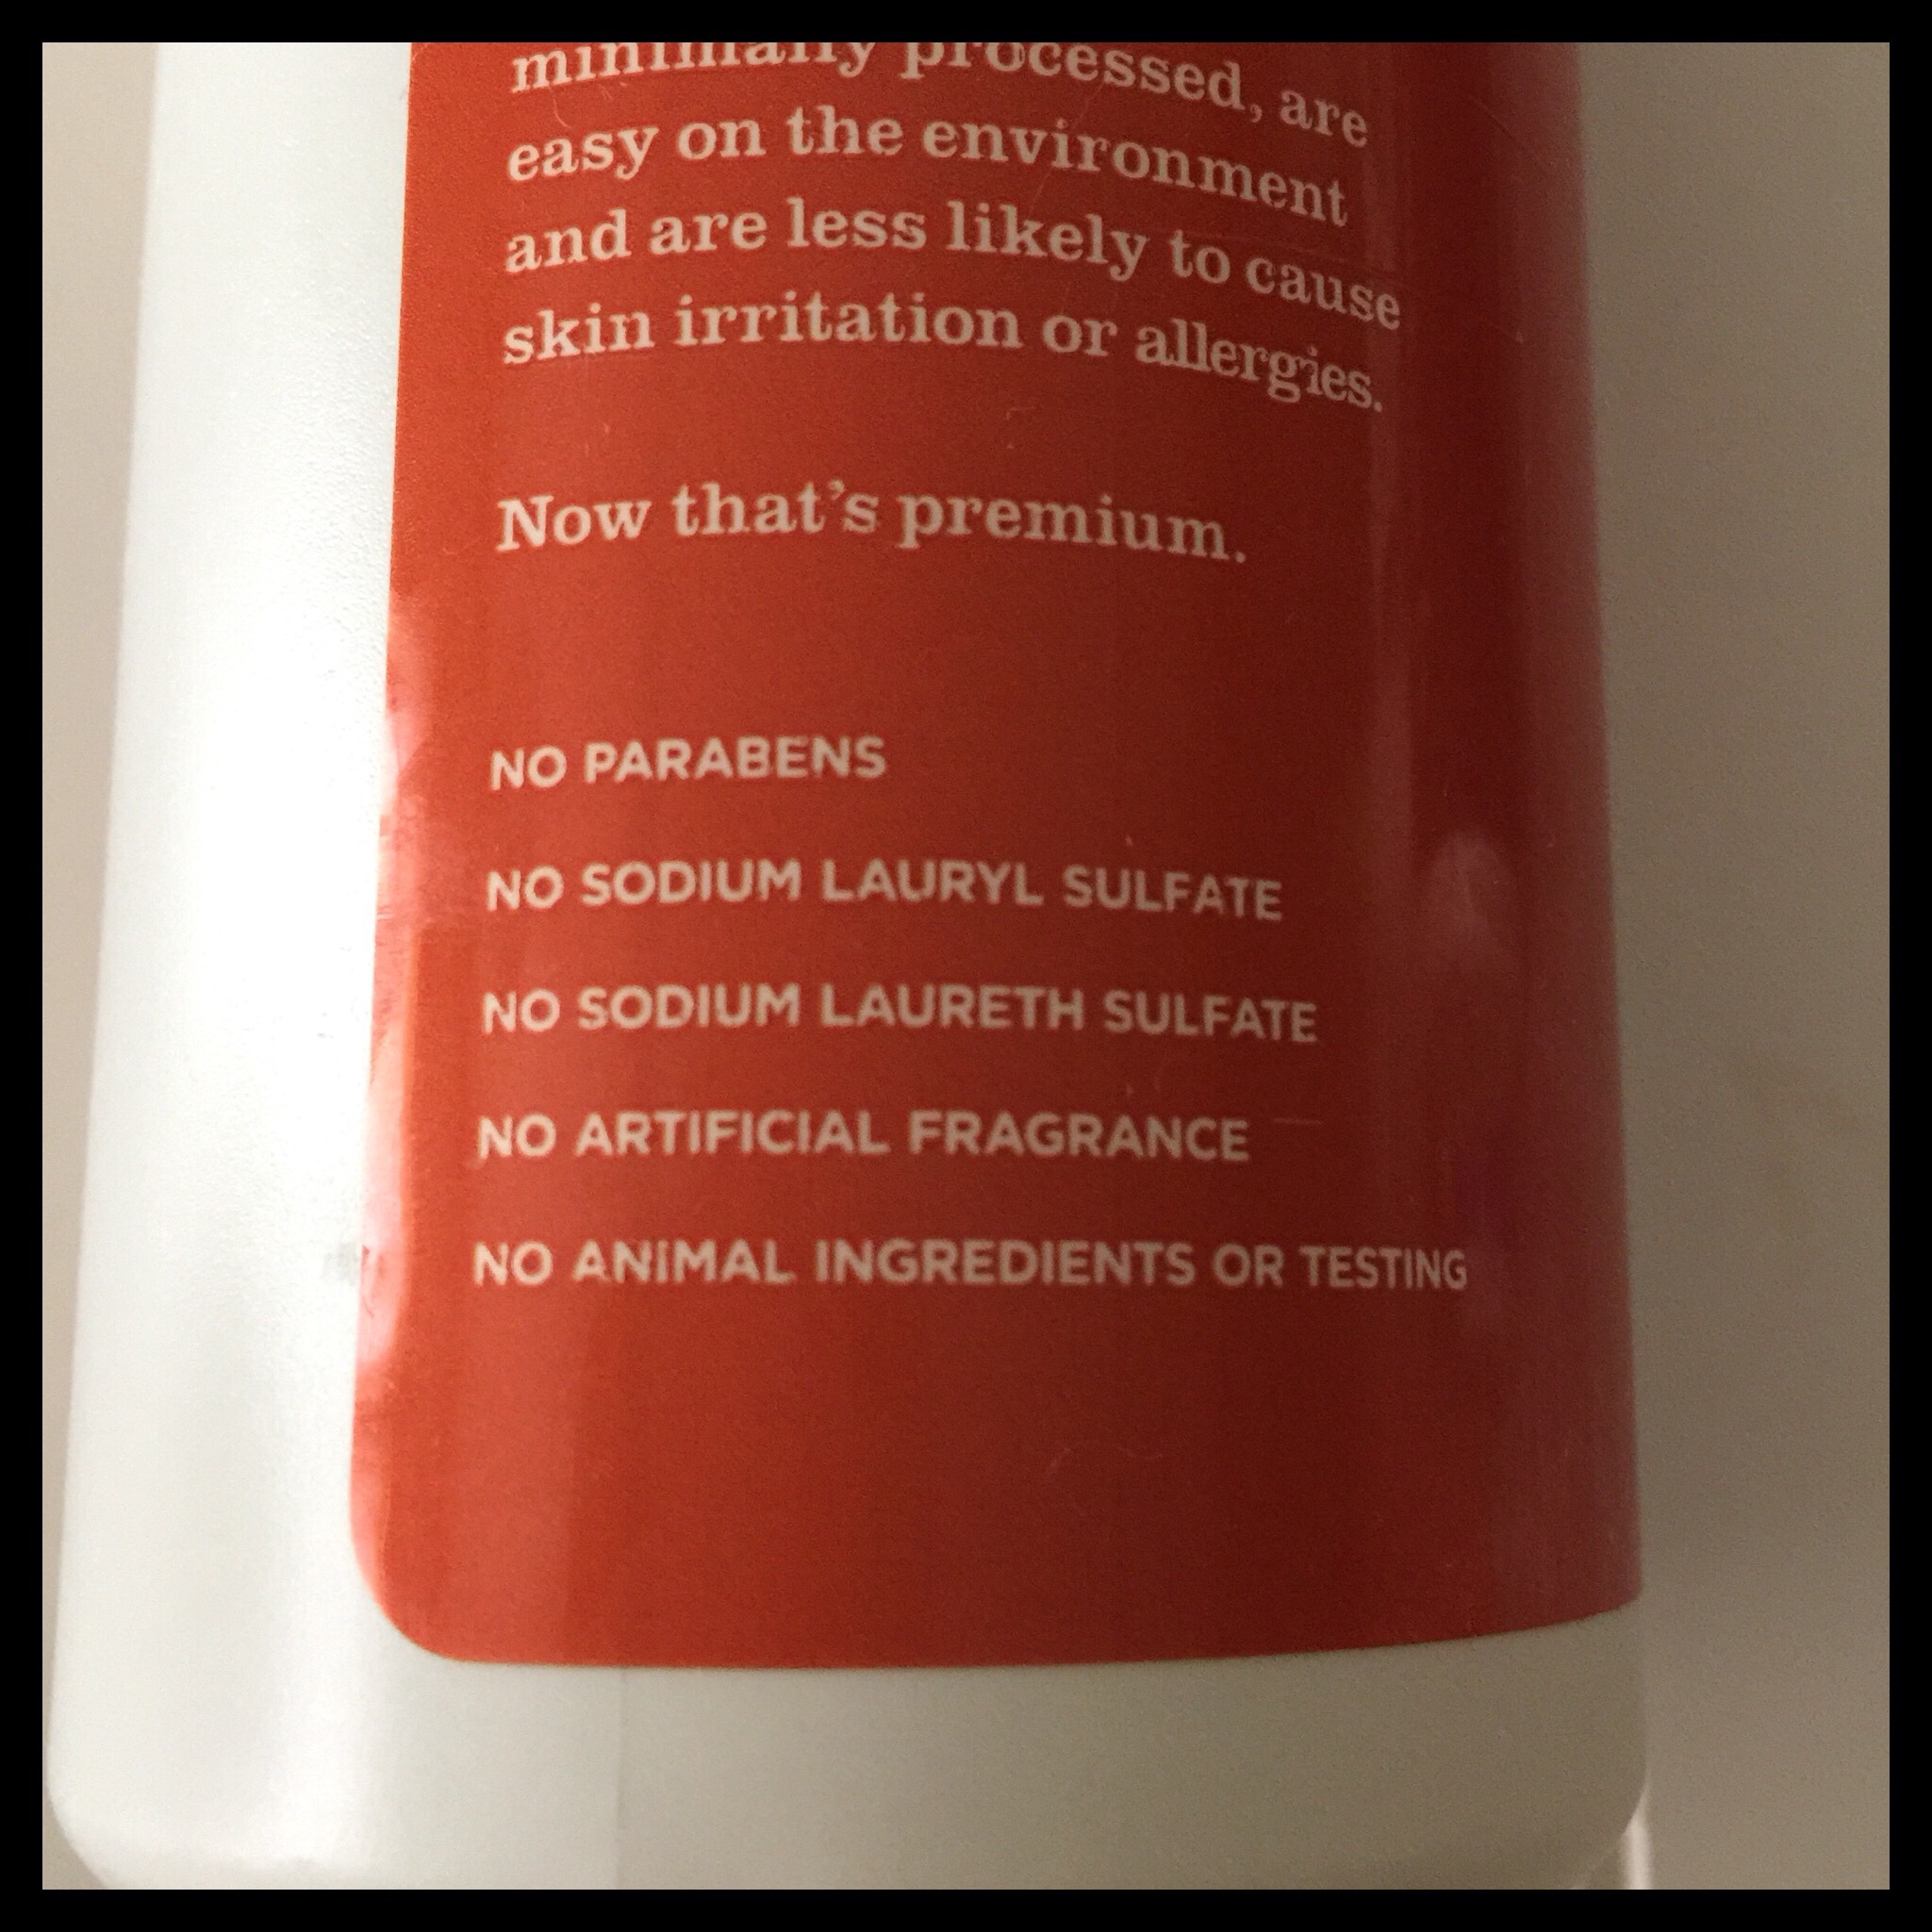 minimally processed, are
easy on the environment
and are less likely to cause
skin irritation or allergies.
Now that's premium.
NO PARABENS
NO SODIUM LAURYL SULFATE
NO SODIUM LAURETH SULFATE
NO ARTIFICIAL FRAGRANCE
NO ANIMAL INGREDIENTS OR TESTING